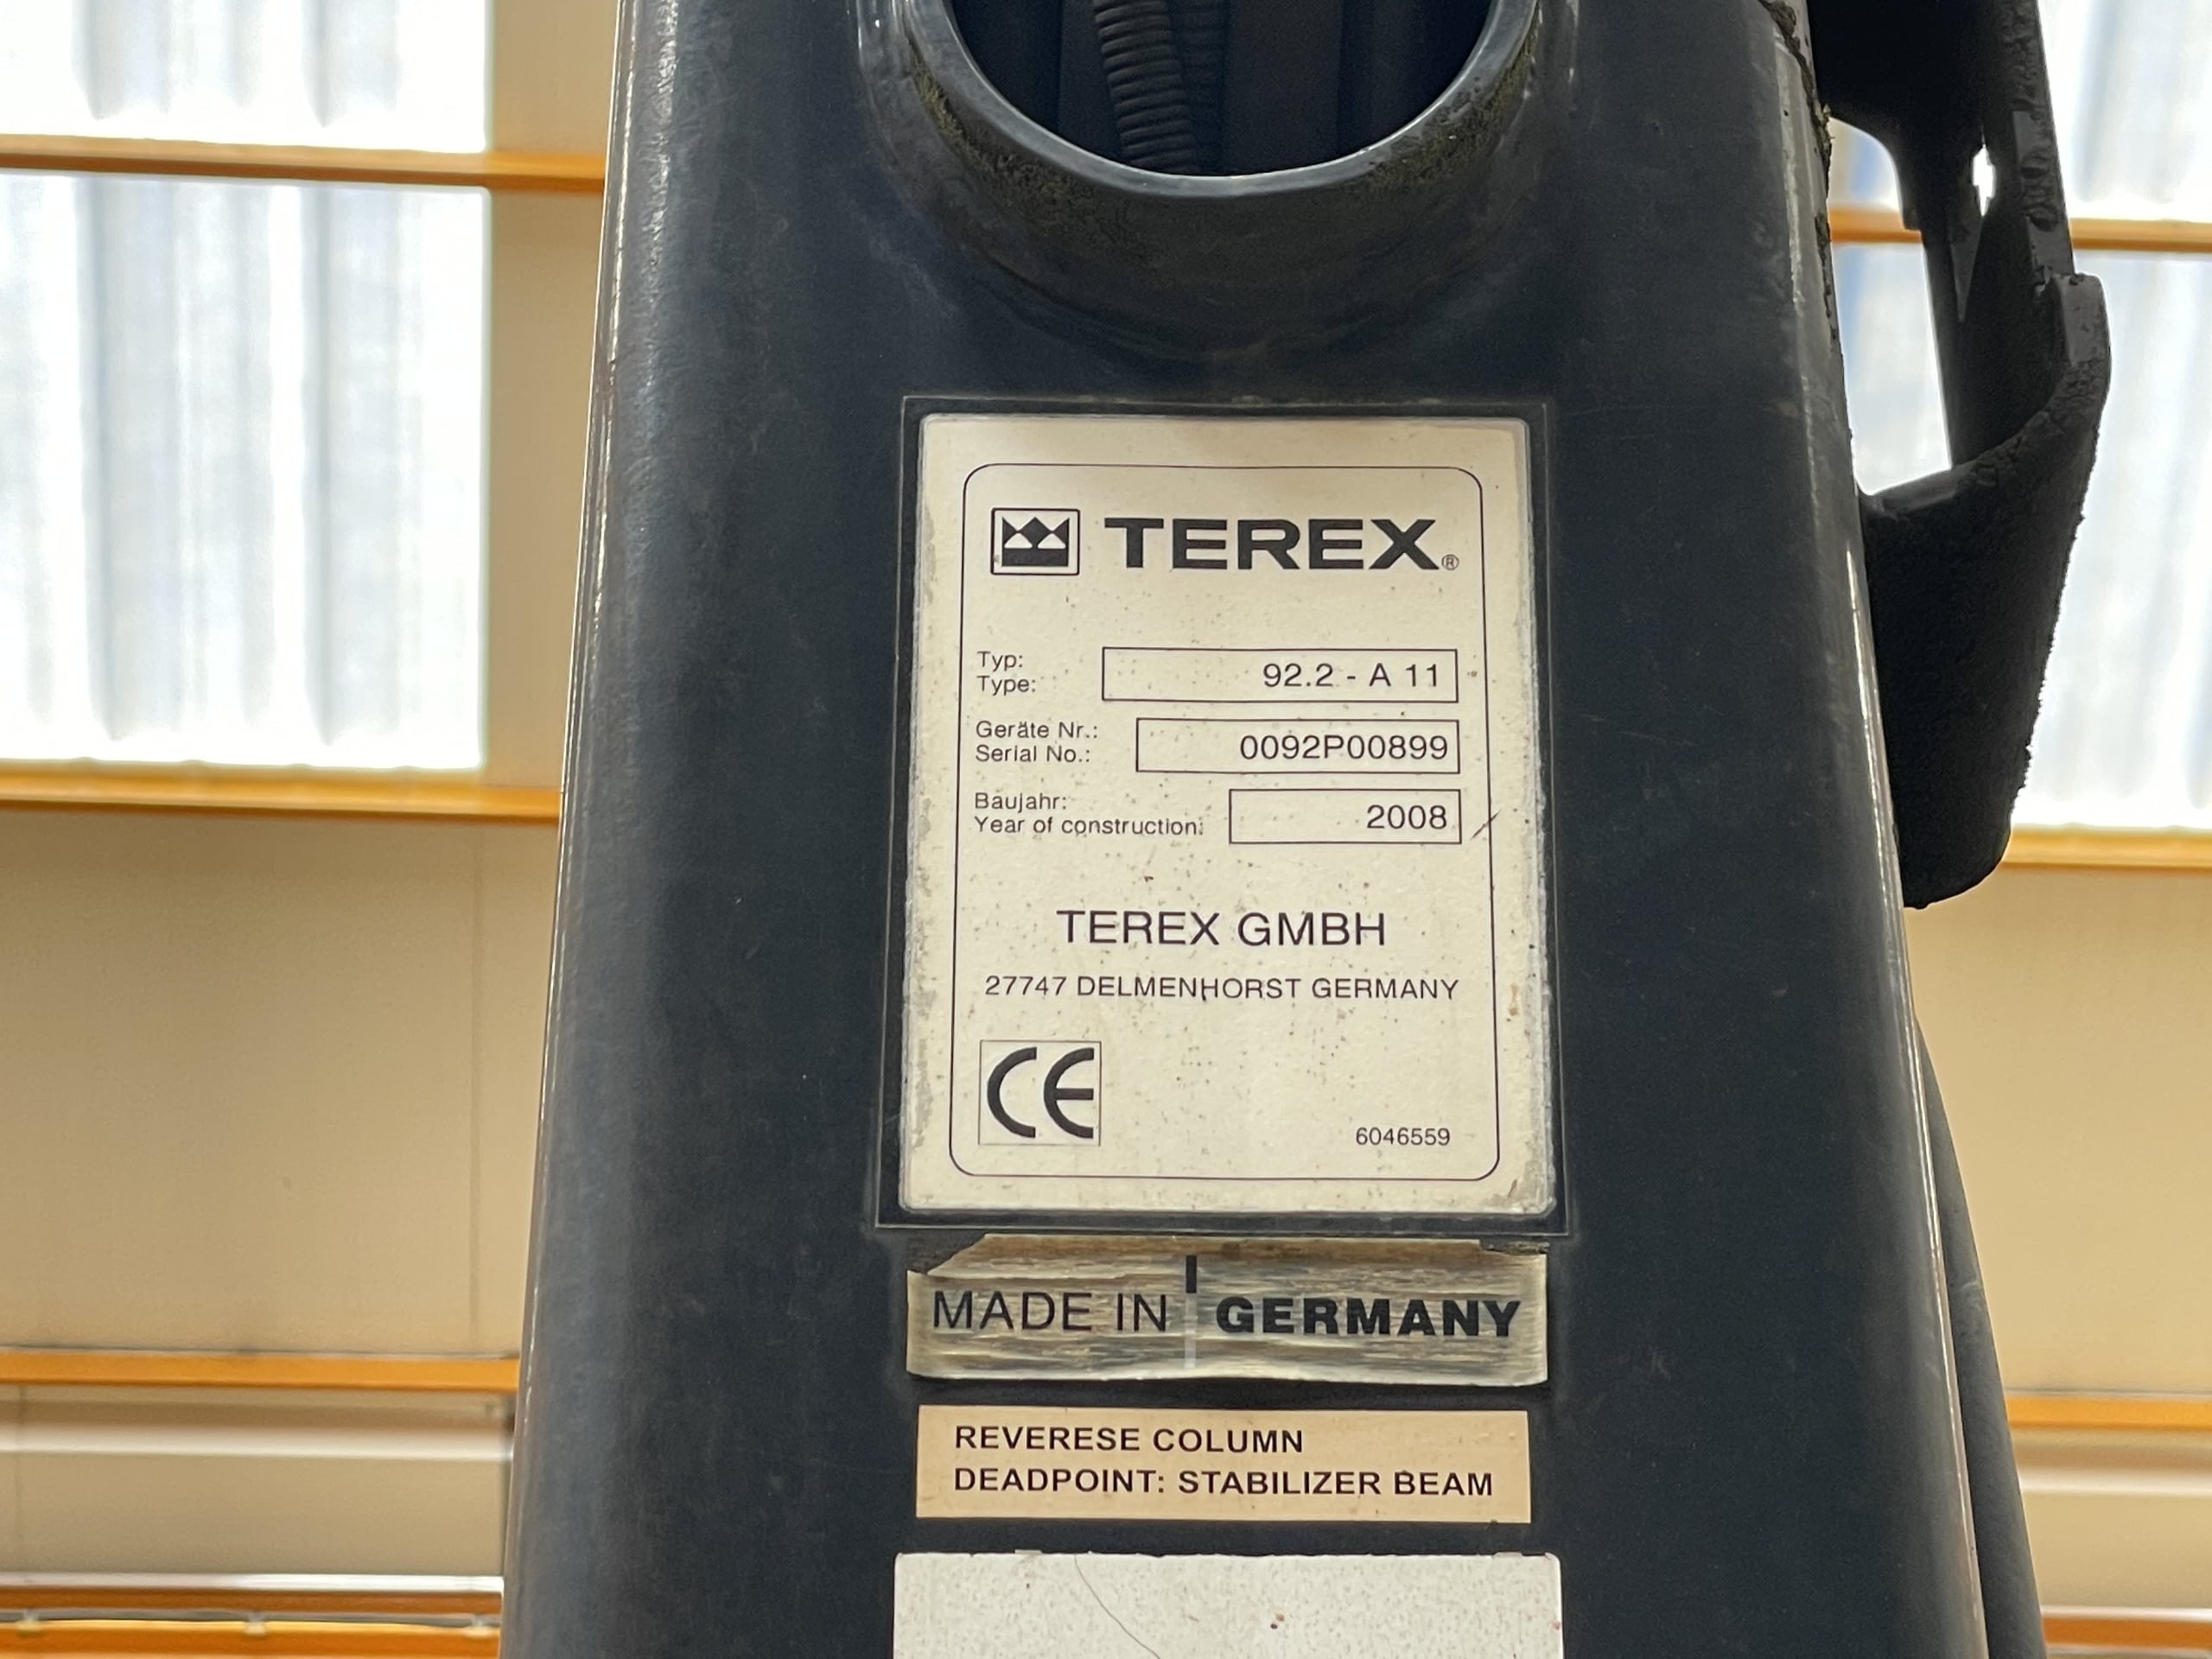 TEREX®
Typ:
Type:
92.2 - A 11
Geräte Nr.:
Serial No.:
0092P00899
Baujahr:
Year of construction:
2008
TEREX GMBH
27747 DELMENHORST GERMANY
CE
6046559
MADE IN GERMANY
REVERESE COLUMN
DEADPOINT: STABILIZER BEAM